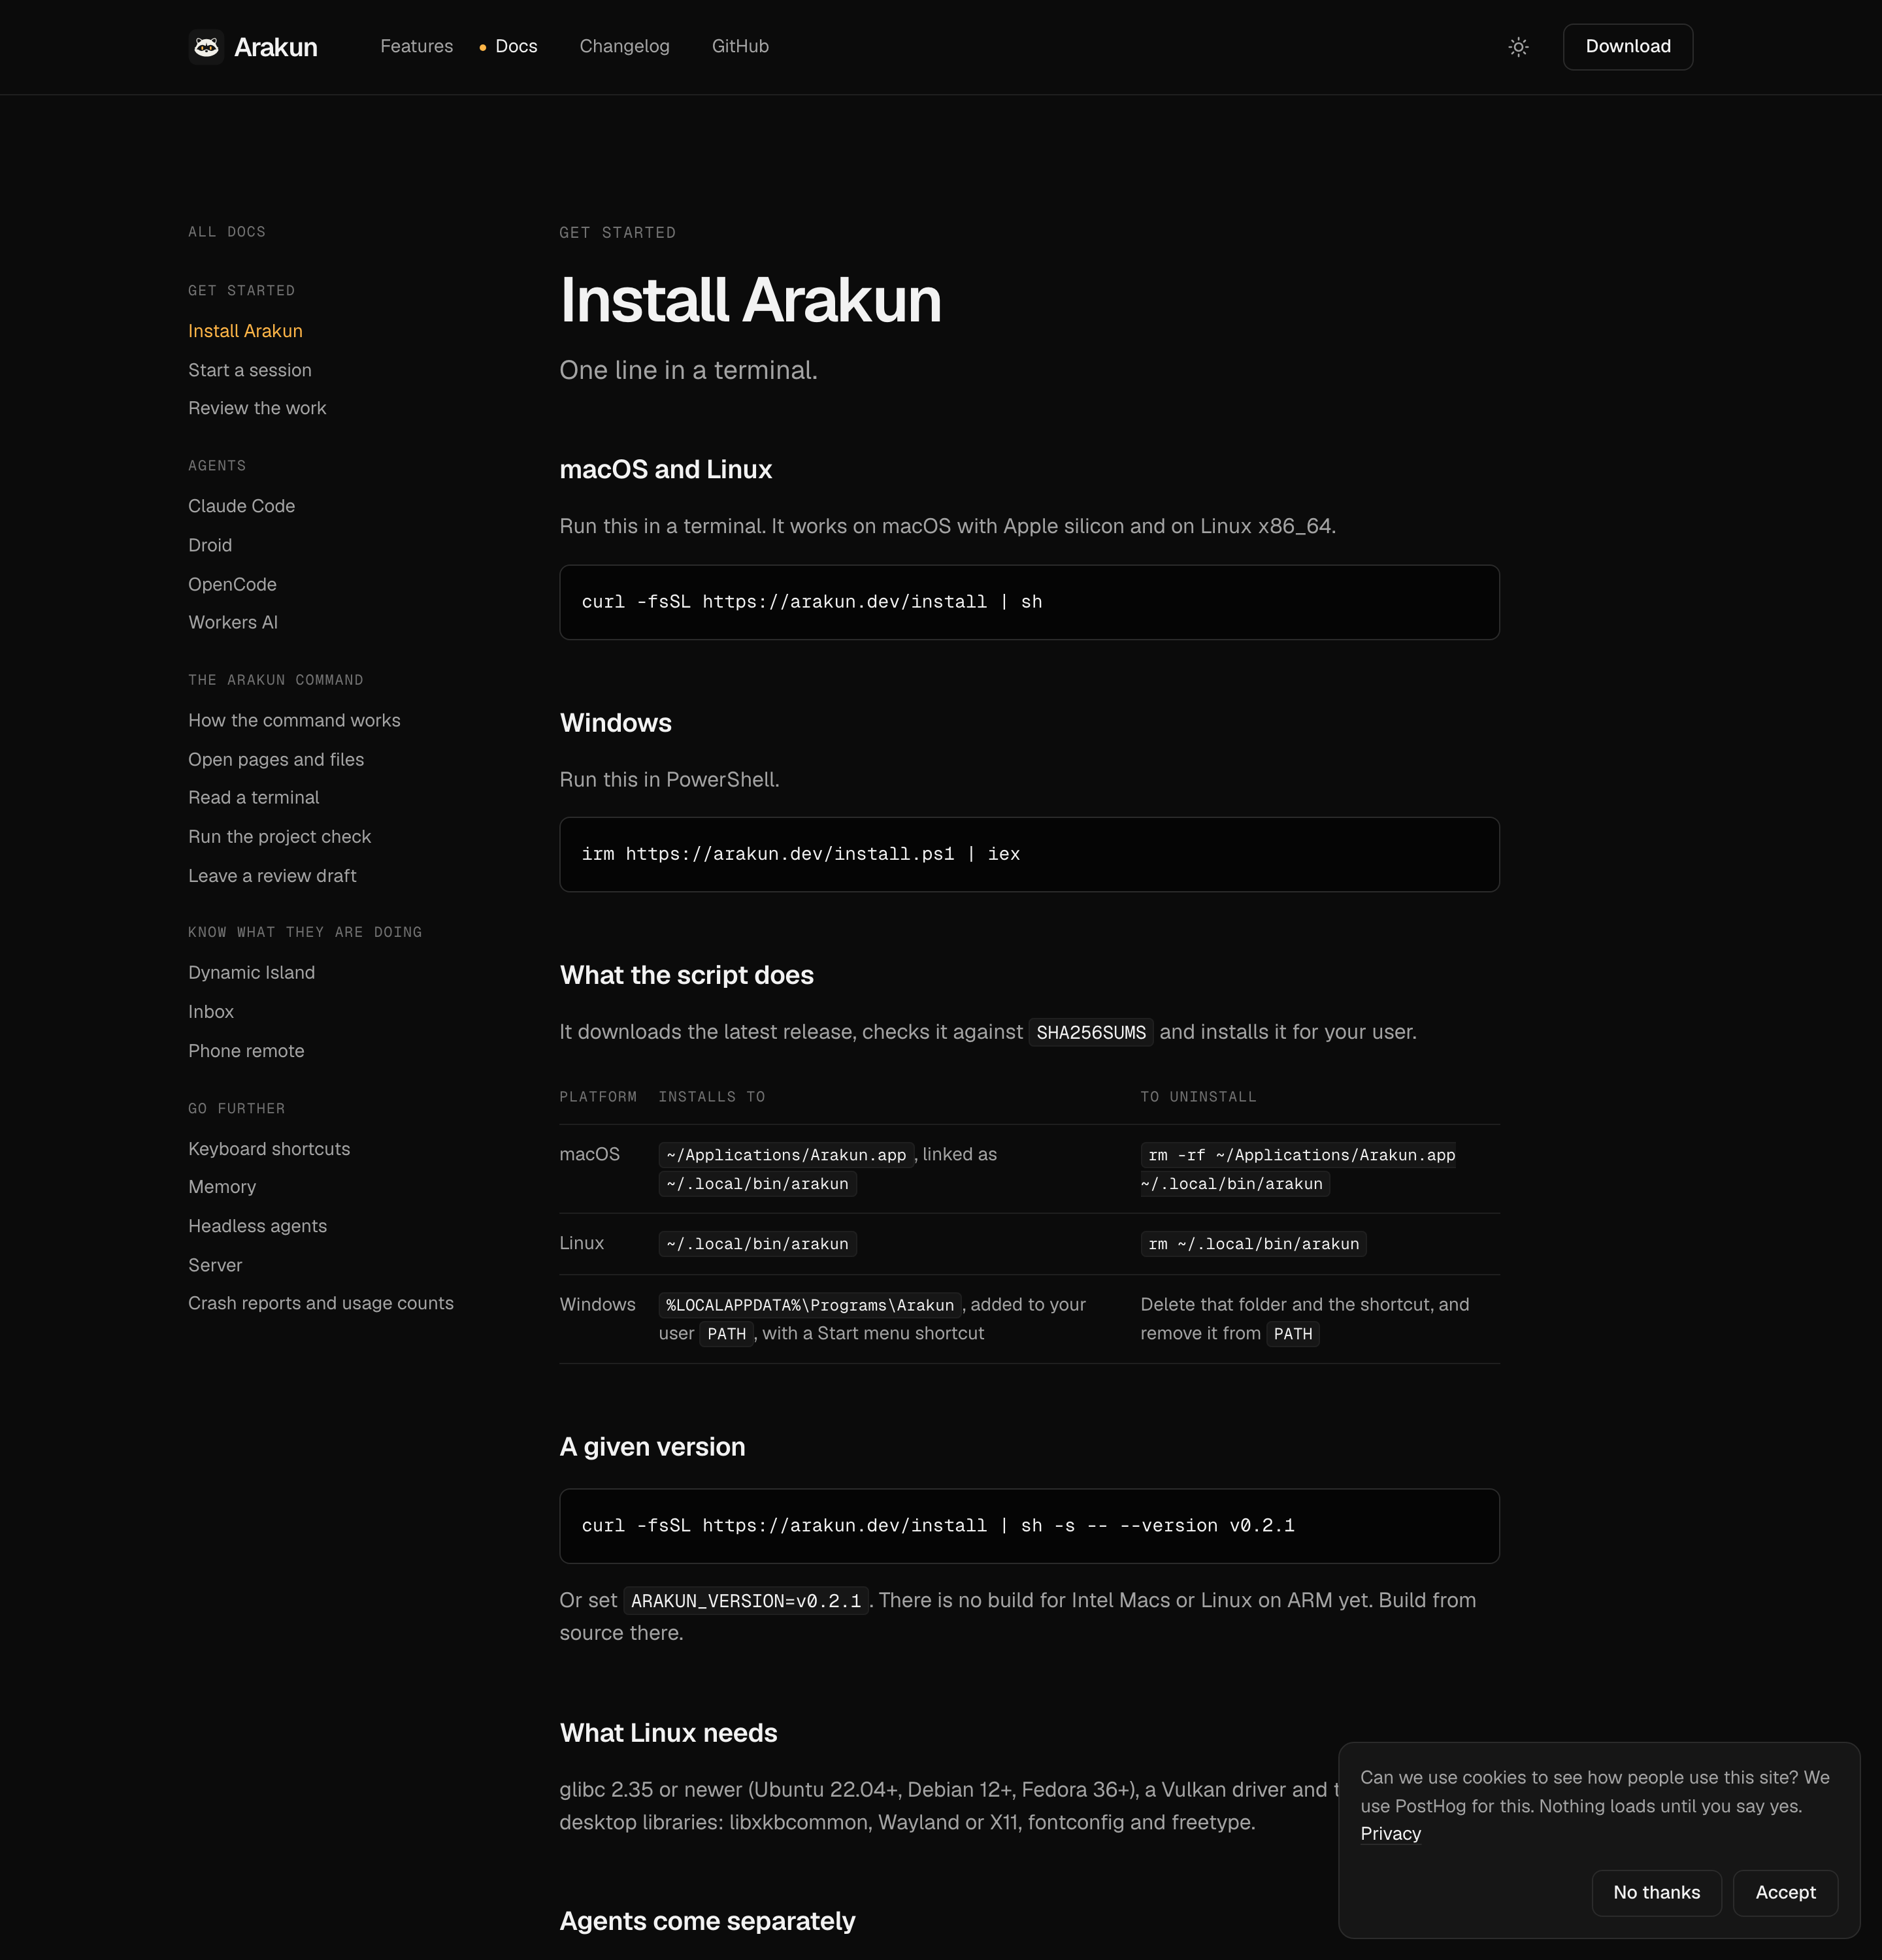 Arakun
Features
Docs
Changelog
GitHub
Download
ALL DOCS
GET STARTED
Install Arakun
Start a session
Review the work
AGENTS
Claude Code
Droid
OpenCode
Workers AI
THE ARAKUN COMMAND
How the command works
Open pages and files
Read a terminal
Run the project check
Leave a review draft
KNOW WHAT THEY ARE DOING
Dynamic Island
Inbox
Phone remote
GO FURTHER
Keyboard shortcuts
Memory
Headless agents
Server
Crash reports and usage counts
GET STARTED
Install Arakun
One line in a terminal.
macOS and Linux
Run this in a terminal. It works on macOS with Apple silicon and on Linux x86_64.
curl -fsSL https://arakun.dev/install | sh
Windows
Run this in PowerShell.
irm https://arakun.dev/install.ps1 | iex
What the script does
It downloads the latest release, checks it against SHA256SUMS and installs it for your user.
PLATFORM INSTALLS TO TO UNINSTALL
macOS ~/Applications/Arakun.app, linked as rm -rf ~/Applications/Arakun.app
~/.local/bin/arakun ~/.local/bin/arakun
Linux ~/.local/bin/arakun rm ~/.local/bin/arakun
Windows %LOCALAPPDATA%\Programs\Arakun, added to your Delete that folder and the shortcut, and
user PATH, with a Start menu shortcut remove it from PATH
A given version
curl -fsSL https://arakun.dev/install | sh -s -- --version v0.2.1
Or set ARAKUN_VERSION=v0.2.1. There is no build for Intel Macs or Linux on ARM yet. Build from
source there.
What Linux needs
glibc 2.35 or newer (Ubuntu 22.04+, Debian 12+, Fedora 36+), a Vulkan driver and
desktop libraries: libxkbcommon, Wayland or X11, fontconfig and freetype.
Agents come separately
Can we use cookies to see how people use this site? We
use PostHog for this. Nothing loads until you say yes.
Privacy
No thanks
Accept